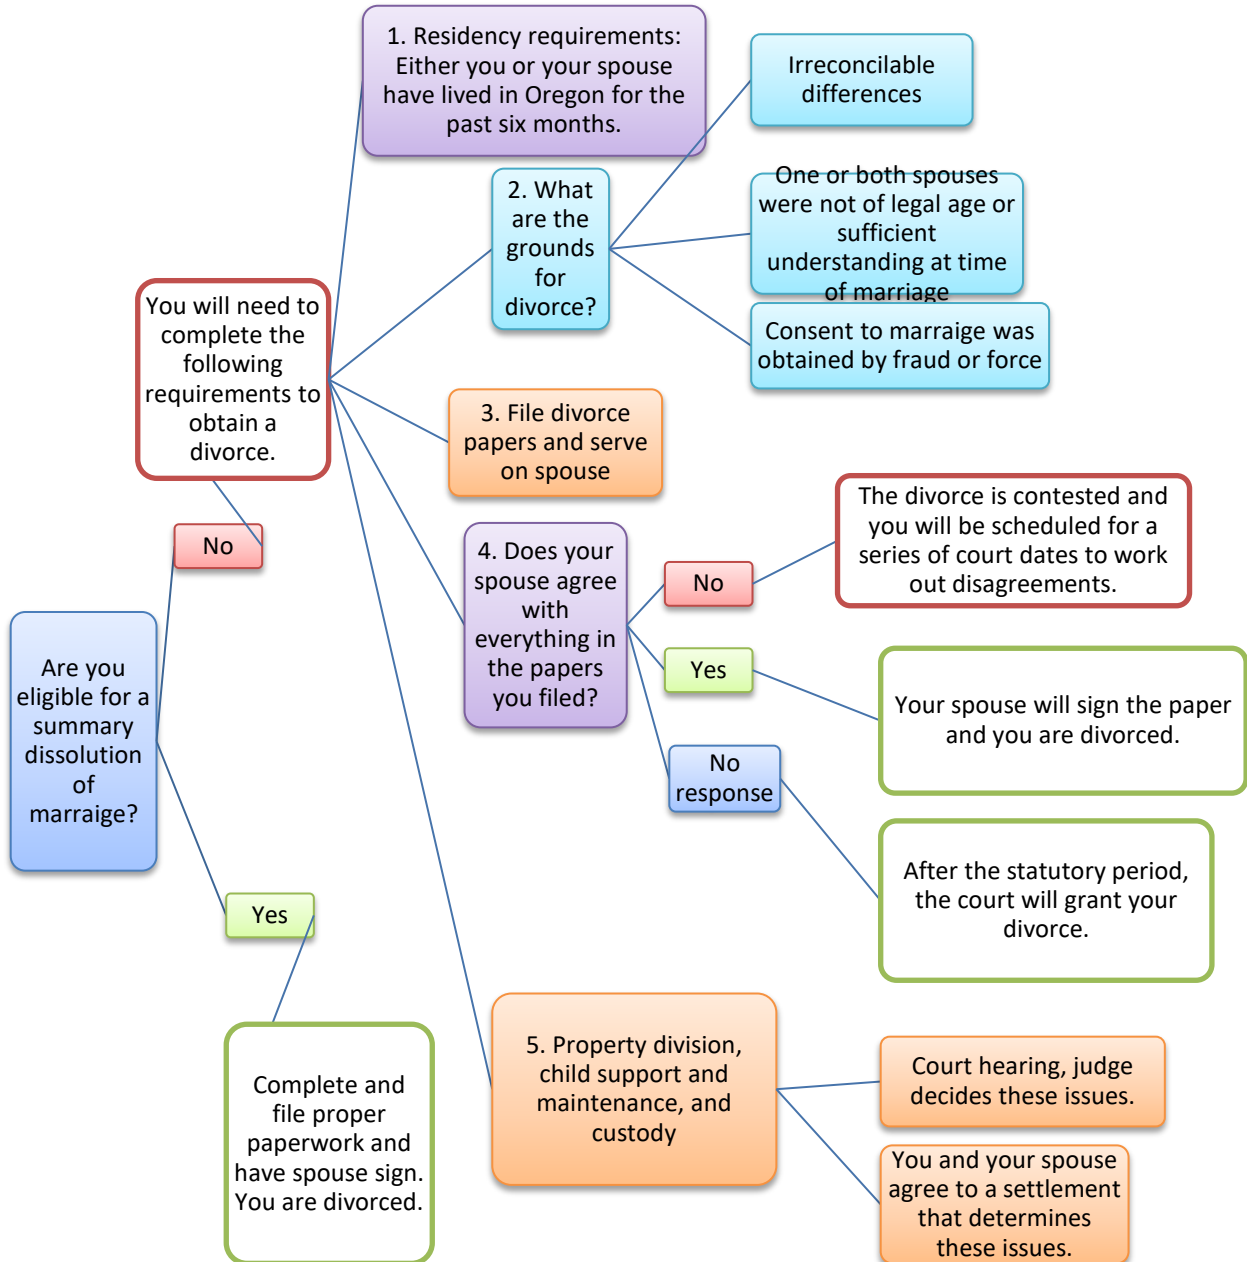 1. Residency requirements:
Either you or your spouse
have lived in Oregon for the
past six months.
Irreconcilable
differences
2. What
are the
grounds
for
divorce?
One or both spouses
were not of legal age or
sufficient
understanding at time
of marriage
Consent to marraige was
obtained by fraud or force
You will need to
complete the
following
requirements to
obtain a
divorce.
3. File divorce
papers and serve
on spouse
No
4. Does your
spouse agree
with
everything in
the papers
you filed?
No
The divorce is contested and
you will be scheduled for a
series of court dates to work
out disagreements.
Yes
Your spouse will sign the paper
and you are divorced.
No
response
After the statutory period,
the court will grant your
divorce.
Are you
eligible for a
summary
dissolution
of
marraige?
Yes
Complete and
file proper
paperwork and
have spouse sign.
You are divorced.
5. Property division,
child support and
maintenance, and
custody
Court hearing, judge
decides these issues.
You and your spouse
agree to a settlement
that determines
these issues.